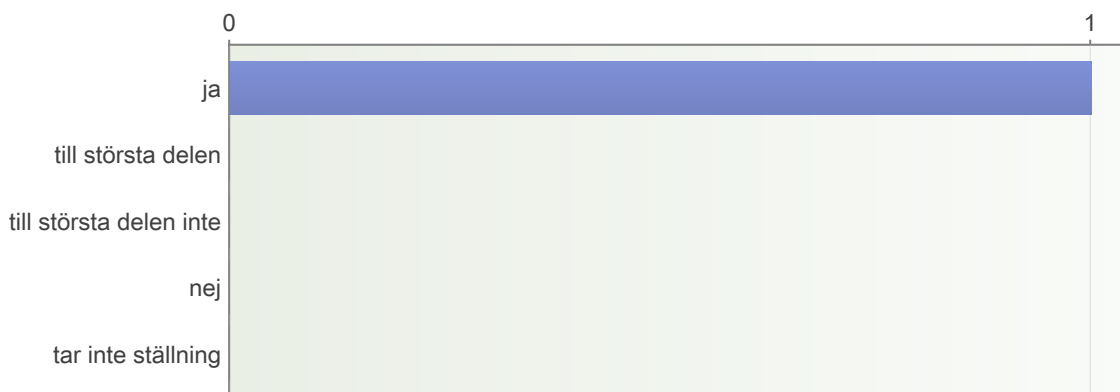 0 1
ja
till största delen
till största delen inte
nej
tar inte ställning